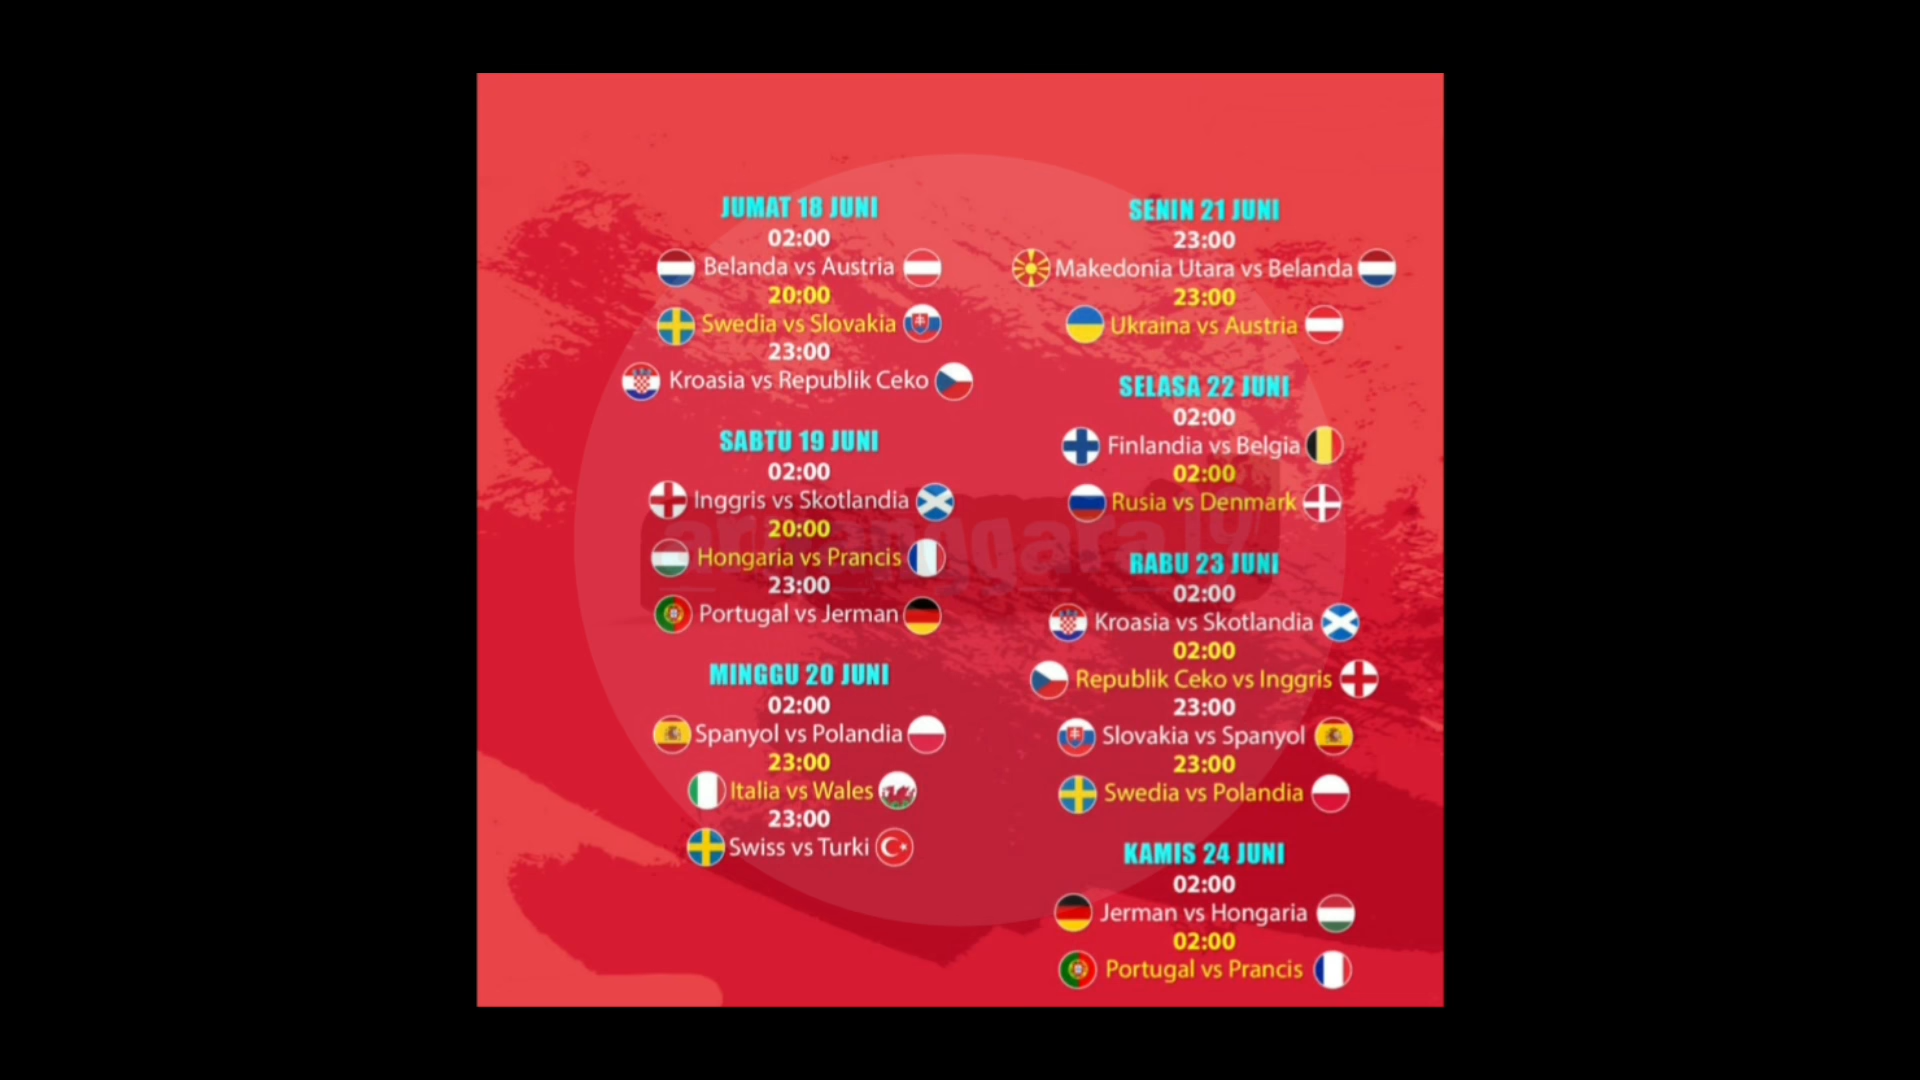 JUMAT 18 JUNI
02:00
Belanda vs Austria
20:00
Swedia vs Slovakia
23:00
Kroasia vs Republik Ceko
SABTU 19 JUNI
02:00
Inggris vs Skotlandia
20:00
Hongaria vs Prancis
23:00
Portugal vs Jerman
MINGGU 20 JUNI
02:00
Spanyol vs Polandia
23:00
Italia vs Wales
23:00
Swiss vs Turki
SENIN 21 JUNI
23:00
Makedonia Utara vs Belanda
23:00
Ukraina vs Austria
SELASA 22 JUNI
02:00
Finlandia vs Belgia
02:00
Rusia vs Denmark
RABU 23 JUNI
02:00
Kroasia vs Skotlandia
02:00
Republik Ceko vs Inggris
23:00
Slovakia vs Spanyol
23:00
Swedia vs Polandia
KAMIS 24 JUNI
02:00
Jerman vs Hongaria
02:00
Portugal vs Prancis